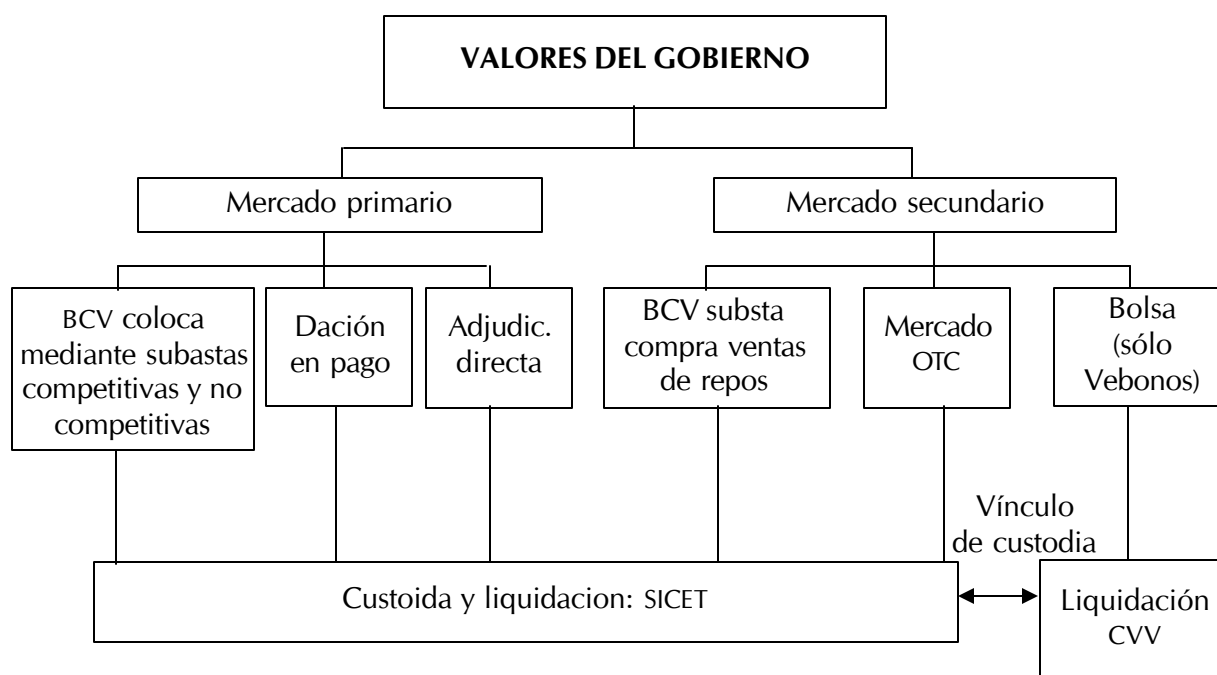 VALORES DEL GOBIERNO
Mercado primario
Mercado secundario
BCV coloca
mediante subastas
competitivas y no
competitivas
Dación
en pago
Adjudic.
directa
BCV substa
compra ventas
de repos
Mercado
OTC
Bolsa
(sólo
Vebonos)
Vínculo
de custodia
Custoida y liquidacion: SICET
Liquidación
CVV